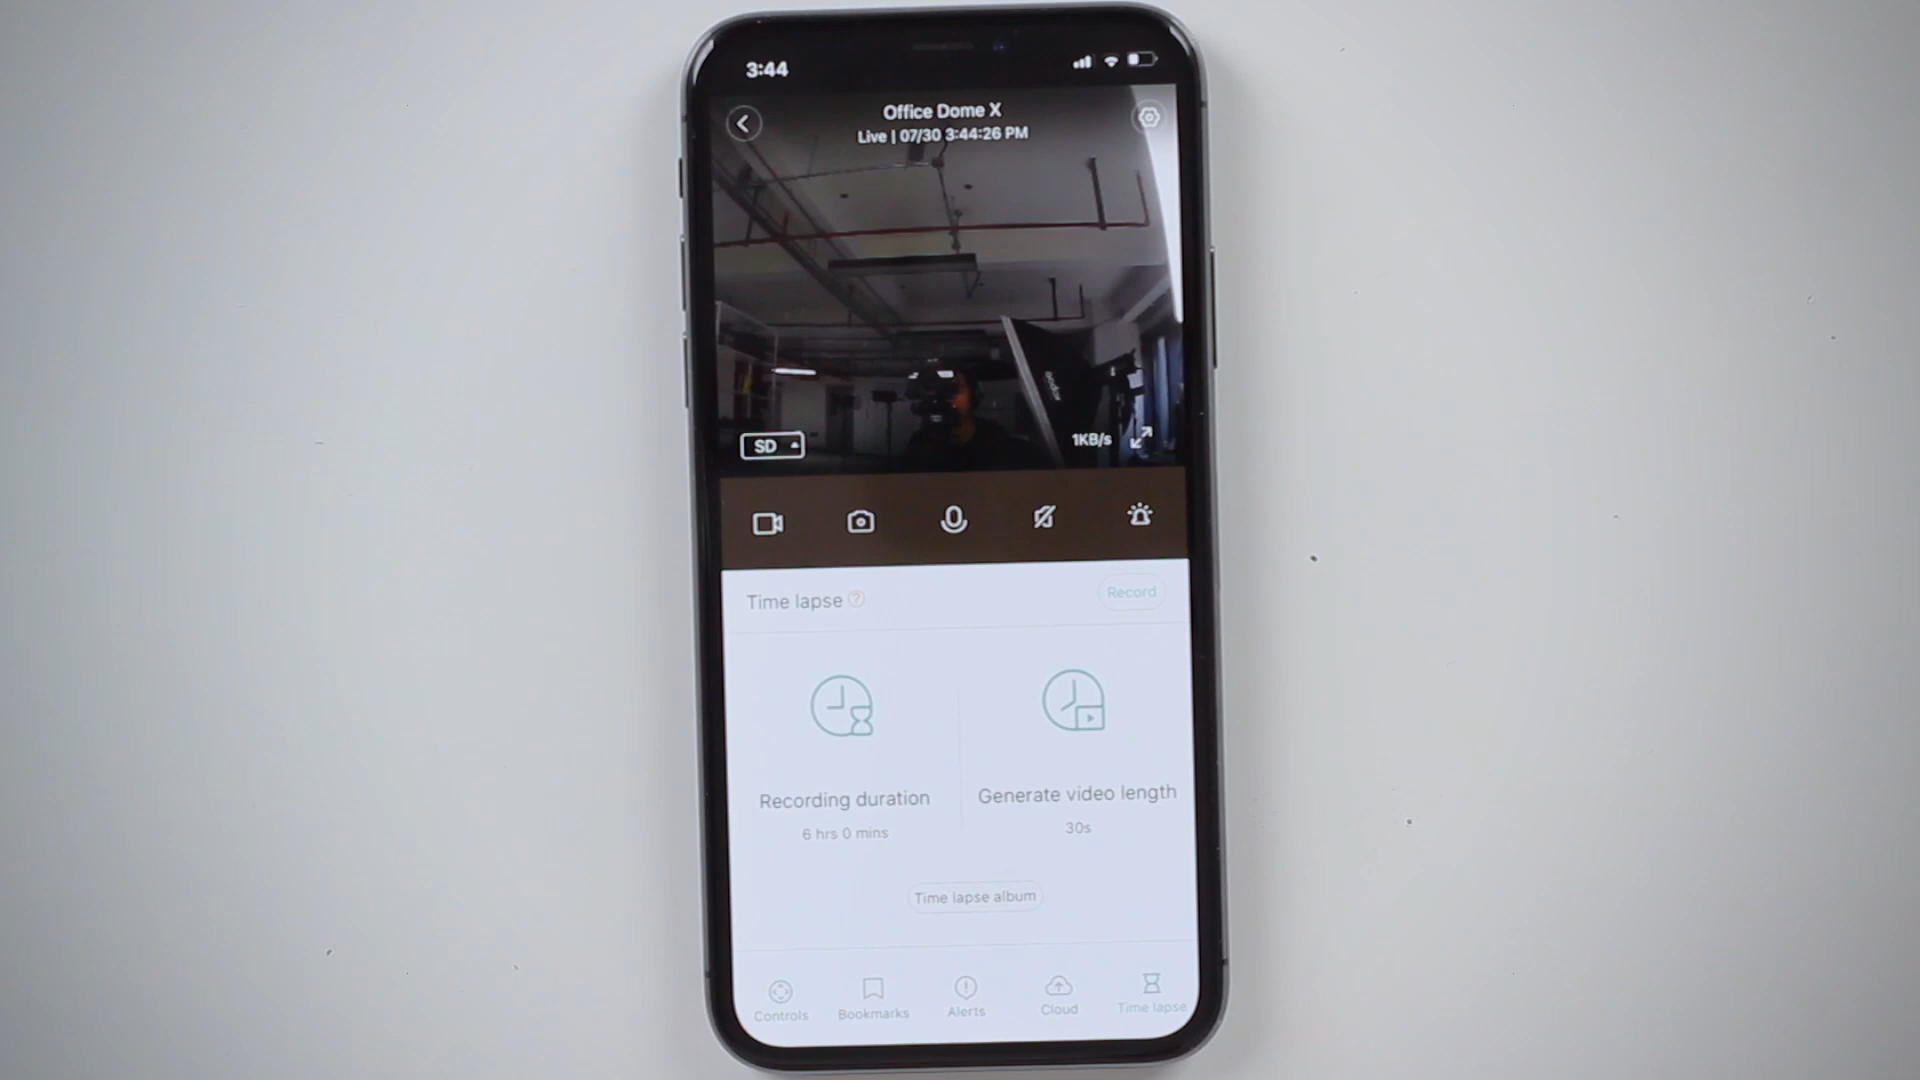 3:44
Office Dome X
Live | 07/30 3:44:26 PM
SD
1KB/s
Time lapse ?
Record
Recording duration
6 hrs 0 mins
Generate video length
30s
Time lapse album
Controls
Bookmarks
Alerts
Cloud
Time lapse